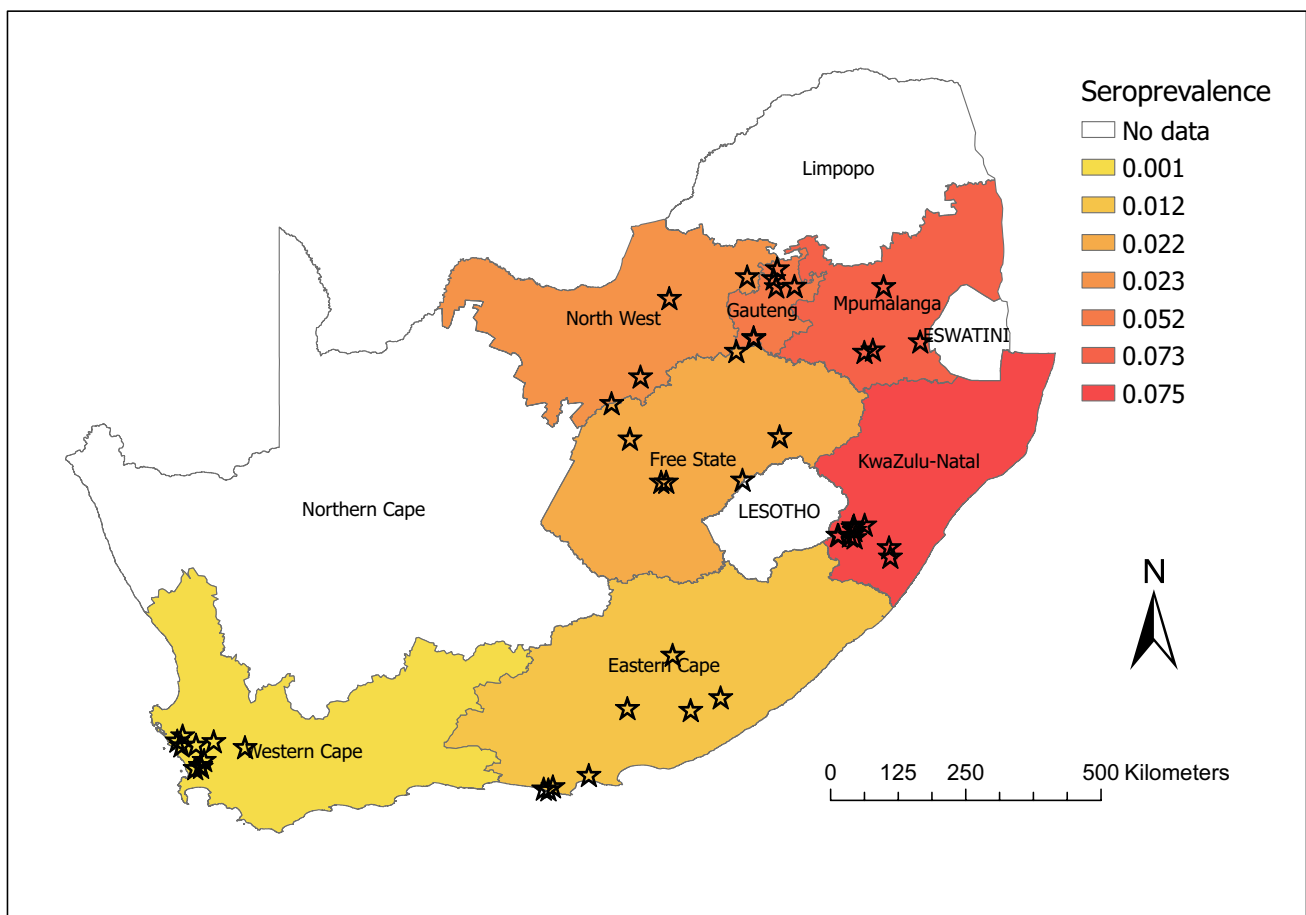 Seroprevalence
No data
0.001
0.012
0.022
0.023
0.052
0.073
0.075
Limpopo
North West
Gauteng
Mpumalanga
ESWATINI
Free State
KwaZulu-Natal
LESOTHO
Northern Cape
Eastern Cape
Western Cape
N
0 125 250 500 Kilometers